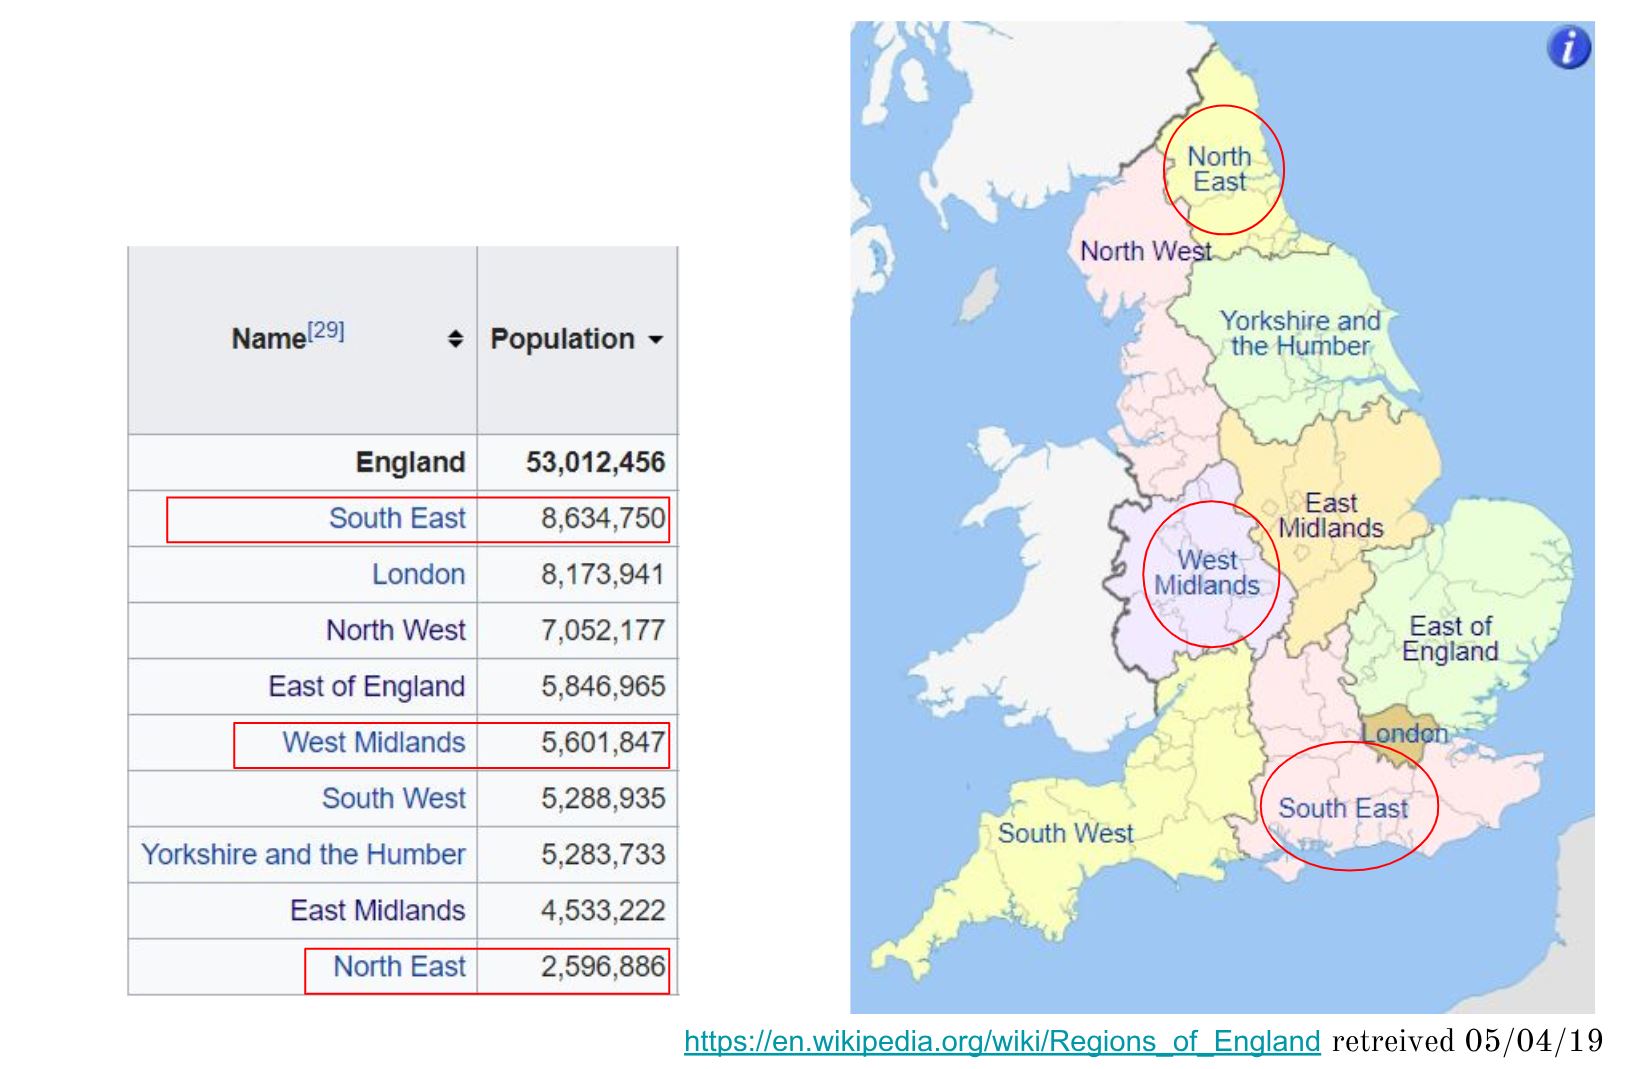 Name[29]
Population
England 53,012,456
South East 8,634,750
London 8,173,941
North West 7,052,177
East of England 5,846,965
West Midlands 5,601,847
South West 5,288,935
Yorkshire and the Humber 5,283,733
East Midlands 4,533,222
North East 2,596,886
i
North
East
North West
Yorkshire and
the Humber
East
Midlands
West
Midlands
East of
England
London
South East
South West
https://en.wikipedia.org/wiki/Regions_of_England retreived 05/04/19